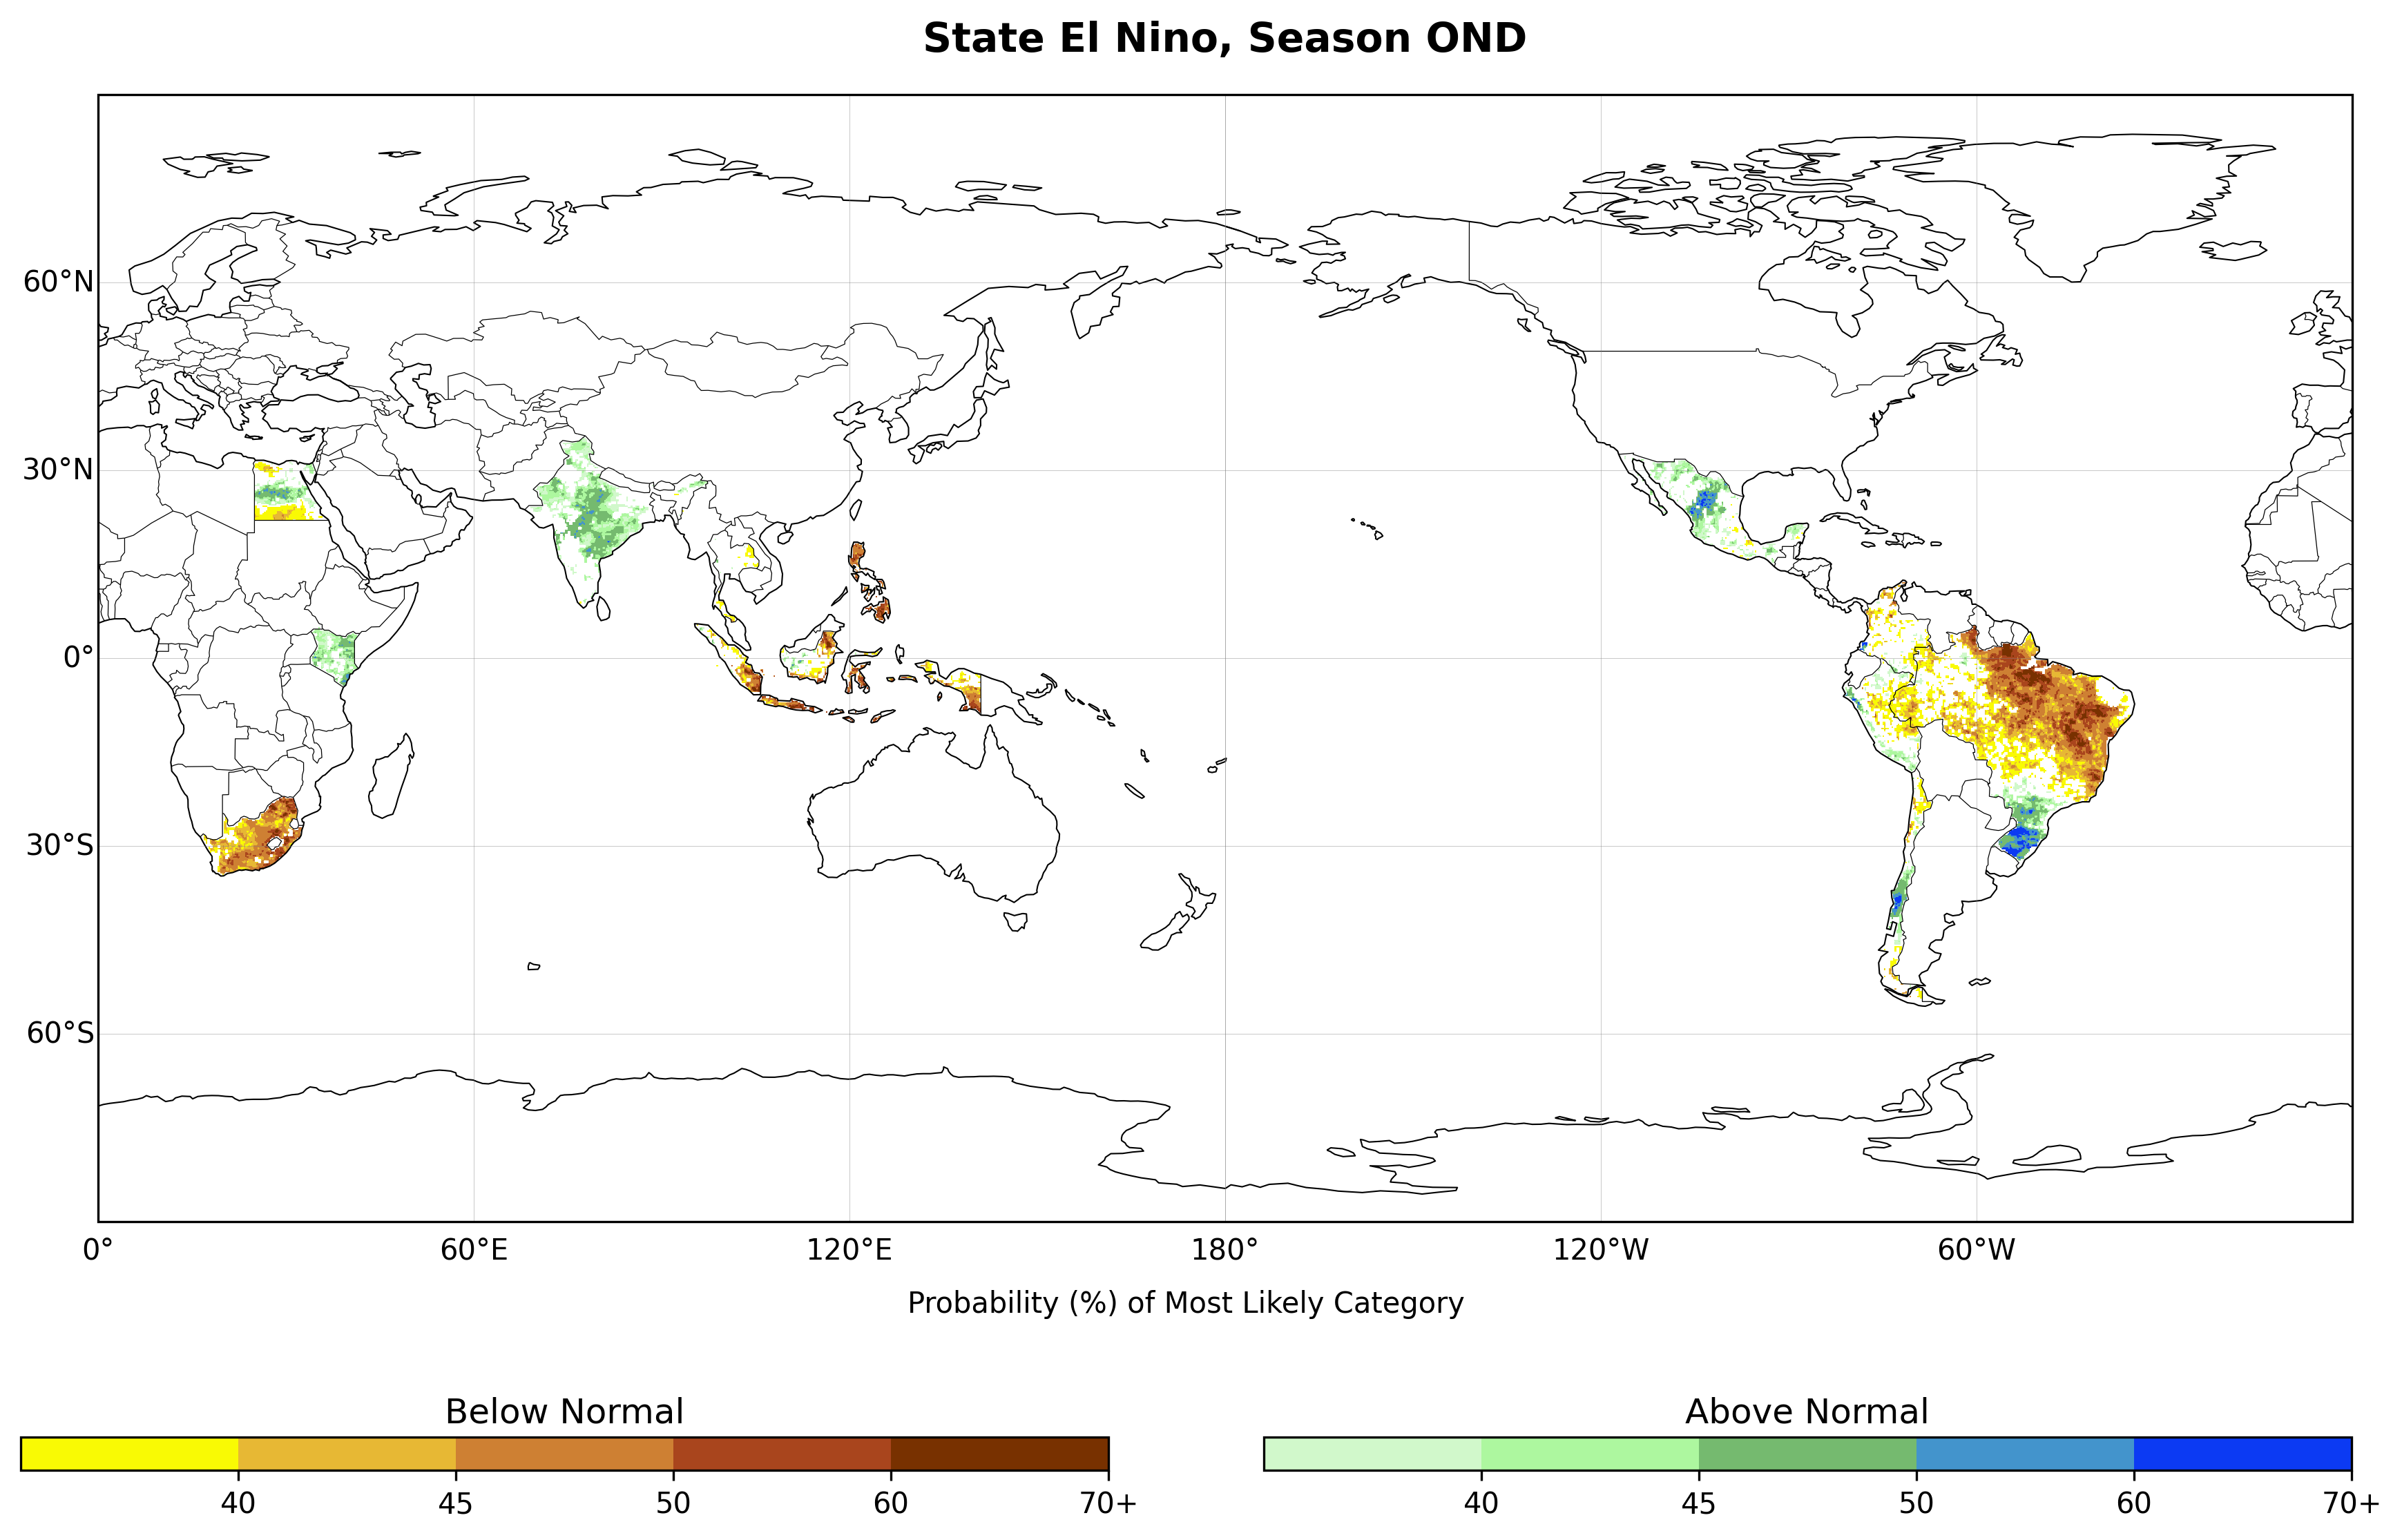 State El Nino, Season OND
60°N
30°N
0°
30°S
60°S
0°
60°E
120°E
180°
120°W
60°W
Probability (%) of Most Likely Category
Below Normal
40
45
50
60
70+
Above Normal
40
45
50
60
70+